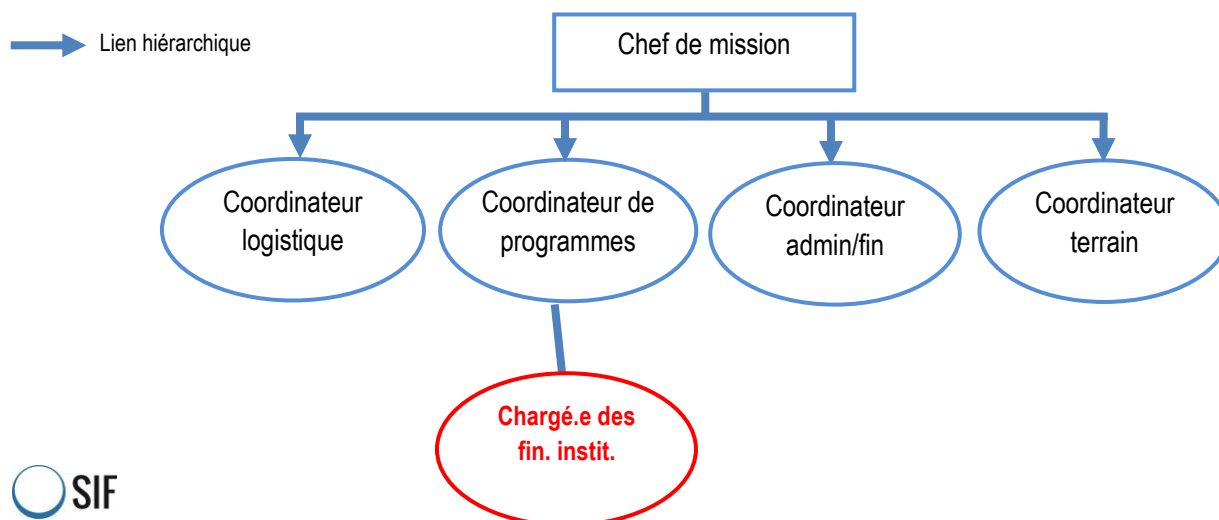 Lien hiérarchique
Chef de mission
Coordinateur
logistique
Coordinateur de
programmes
Coordinateur
admin/fin
Coordinateur
terrain
Chargé.e des
fin. instit.
SIF